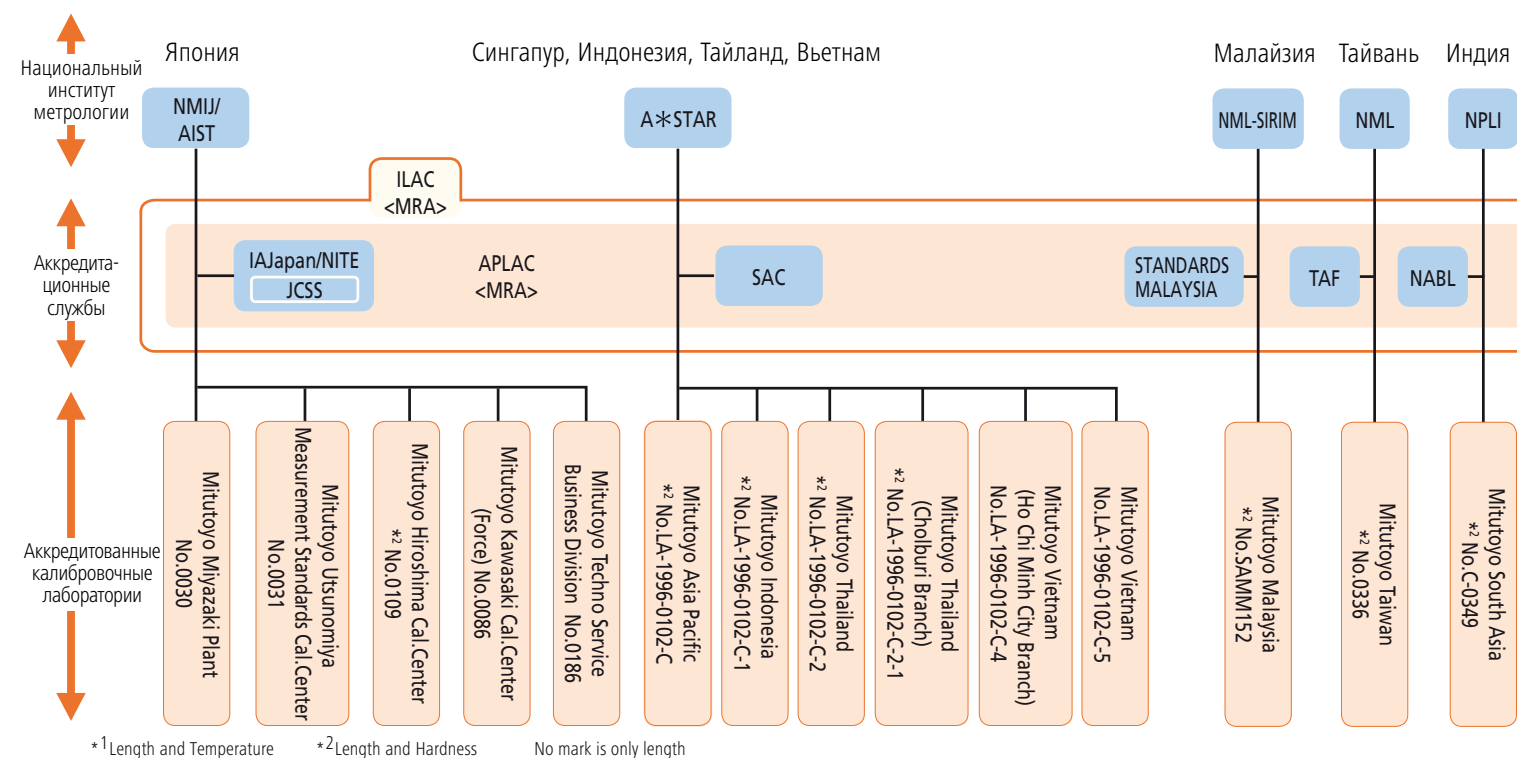 Национальный
институт
метрологии
Япония
Сингапур, Индонезия, Тайланд, Вьетнам
Малайзия
Тайвань
Индия
NMIJ/
AIST
A✳STAR
NML-SIRIM
NML
NPLI
ILAC
<MRA>
Аккредита-
ционные
службы
IAJapan/NITE
JCSS
APLAC
<MRA>
SAC
STANDARDS
MALAYSIA
TAF
NABL
Аккредитованные
калибровочные
лаборатории
Mitutoyo Miyazaki Plant
No.0030
Mitutoyo Utsunomiya
Measurement Standards Cal.Center
No.0031
Mitutoyo Hiroshima Cal.Center
*2 No.0109
Mitutoyo Kawasaki Cal.Center
(Force) No.0086
Mitutoyo Techno Service
Business Division No.0186
Mitutoyo Asia Pacific
*2 No.LA-1996-0102-C
Mitutoyo Indonesia
*2 No.LA-1996-0102-C-1
Mitutoyo Thailand
*2 No.LA-1996-0102-C-2
Mitutoyo Thailand
(Cholburi Branch)
*2 No.LA-1996-0102-C-2-1
Mitutoyo Vietnam
(Ho Chi Minh City Branch)
No.LA-1996-0102-C-4
Mitutoyo Vietnam
No.LA-1996-0102-C-5
Mitutoyo Malaysia
*2 No.SAMM152
Mitutoyo Taiwan
*2 No.0336
Mitutoyo South Asia
*2 No.C-0349
*1Length and Temperature *2Length and Hardness No mark is only length